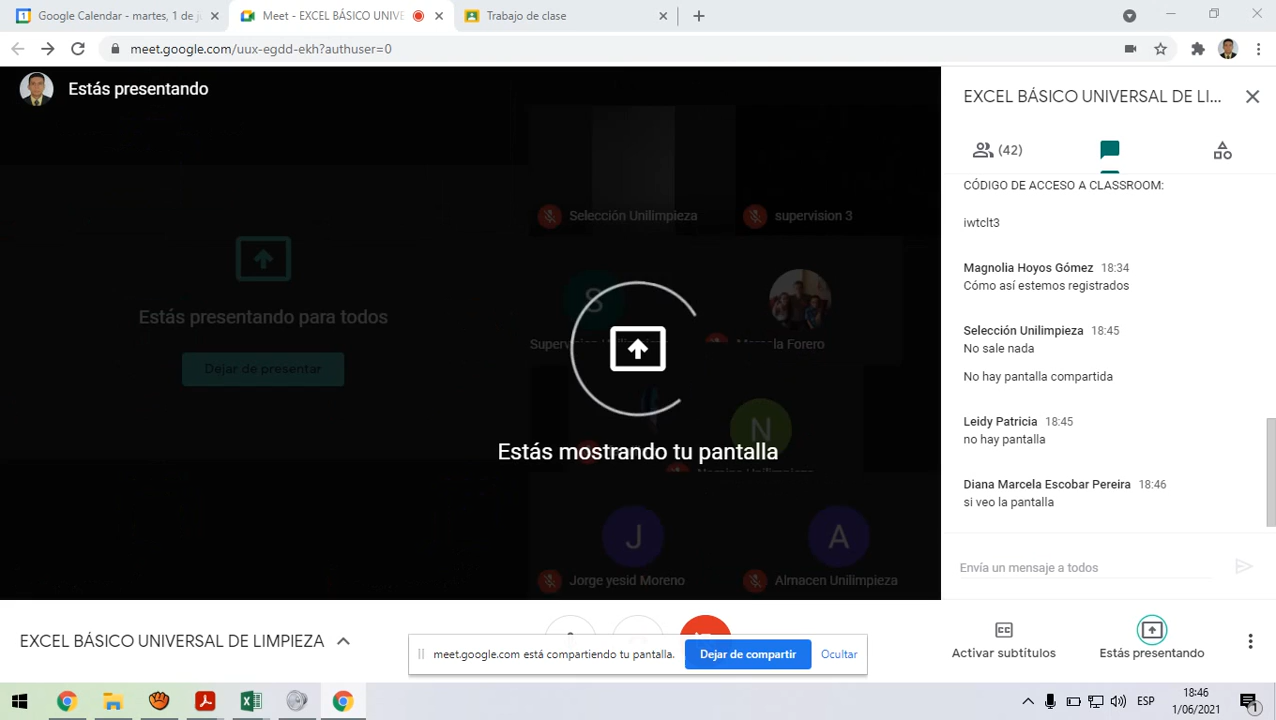 Google Calendar - martes, 1 de j
Meet - EXCEL BÁSICO UNIVE
Trabajo de clase
meet.google.com/uux-egdd-ekh?authuser=0
Estás presentando
EXCEL BÁSICO UNIVERSAL DE LI...
(42)
CÓDIGO DE ACCESO A CLASSROOM:
iwtclt3
Magnolia Hoyos Gómez 18:34
Cómo así estemos registrados
Selección Unilimpieza 18:45
No sale nada
No hay pantalla compartida
Leidy Patricia 18:45
no hay pantalla
Diana Marcela Escobar Pereira 18:46
si veo la pantalla
Envía un mensaje a todos
Selección Unilimpieza
supervision 3
Estás presentando para todos
Dejar de presentar
S
Forero
N
Estás mostrando tu pantalla
J
A
Jorge yesid Moreno
Almacen Unilimpieza
EXCEL BÁSICO UNIVERSAL DE LIMPIEZA
meet.google.com está compartiendo tu pantalla.
Dejar de compartir
Ocultar
CC
Activar subtítulos
Estás presentando
ESP
18:46
1/06/2021
1